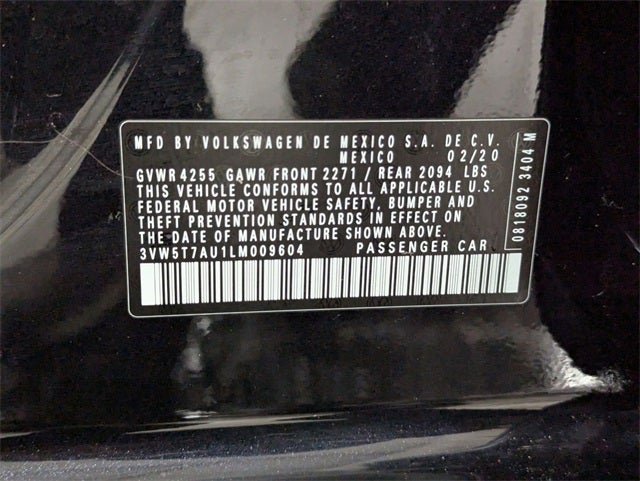 MFD BY VOLKSWAGEN DE MEXICO S.A. DE C.V.
MEXICO 02/20
GVWR 4255 GAWR FRONT 2271 / REAR 2094 LBS
THIS VEHICLE CONFORMS TO ALL APPLICABLE U.S.
FEDERAL MOTOR VEHICLE SAFETY, BUMPER AND
THEFT PREVENTION STANDARDS IN EFFECT ON
THE DATE OF MANUFACTURE SHOWN ABOVE.
3VW5T7AU1LM009604 PASSENGER CAR
0818092 3404 M